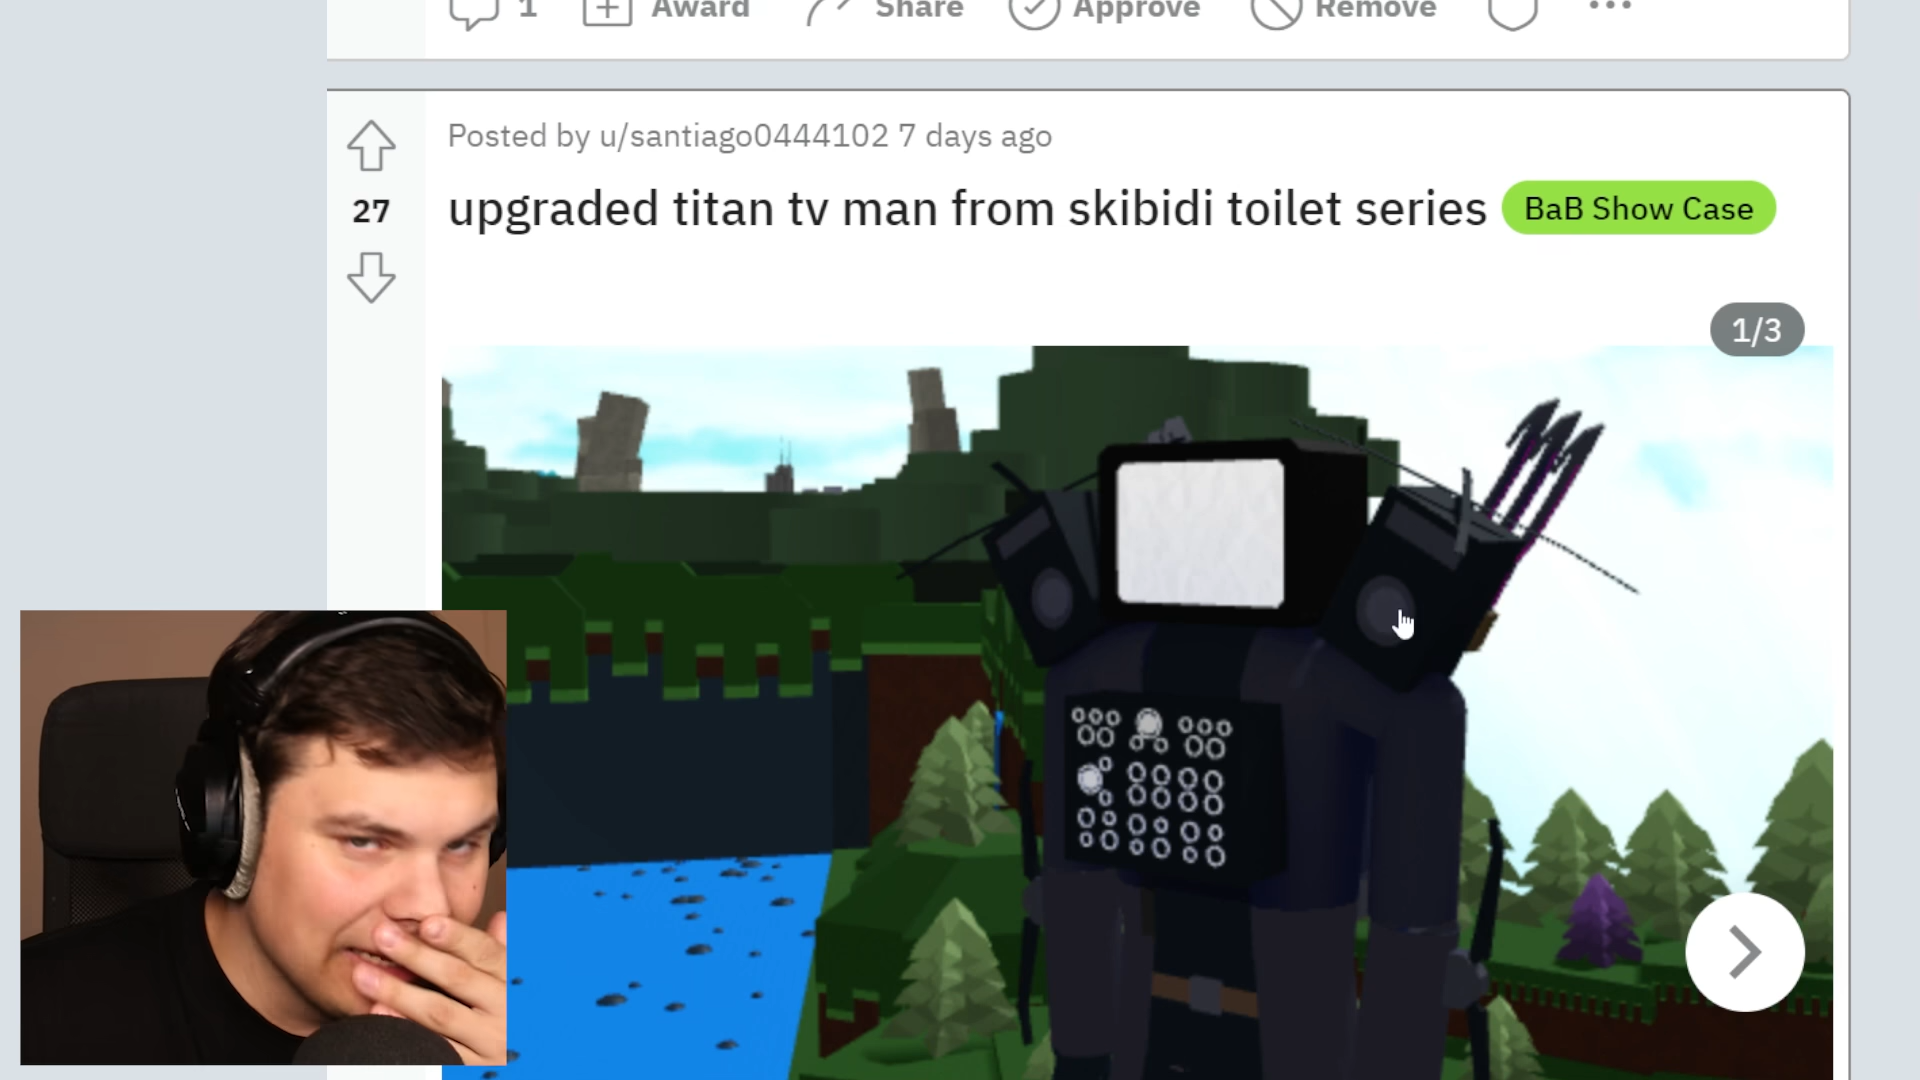 1 Award Share Approve Remove
Posted by u/santiago0444102 7 days ago
27
upgraded titan tv man from skibidi toilet series BaB Show Case
1/3